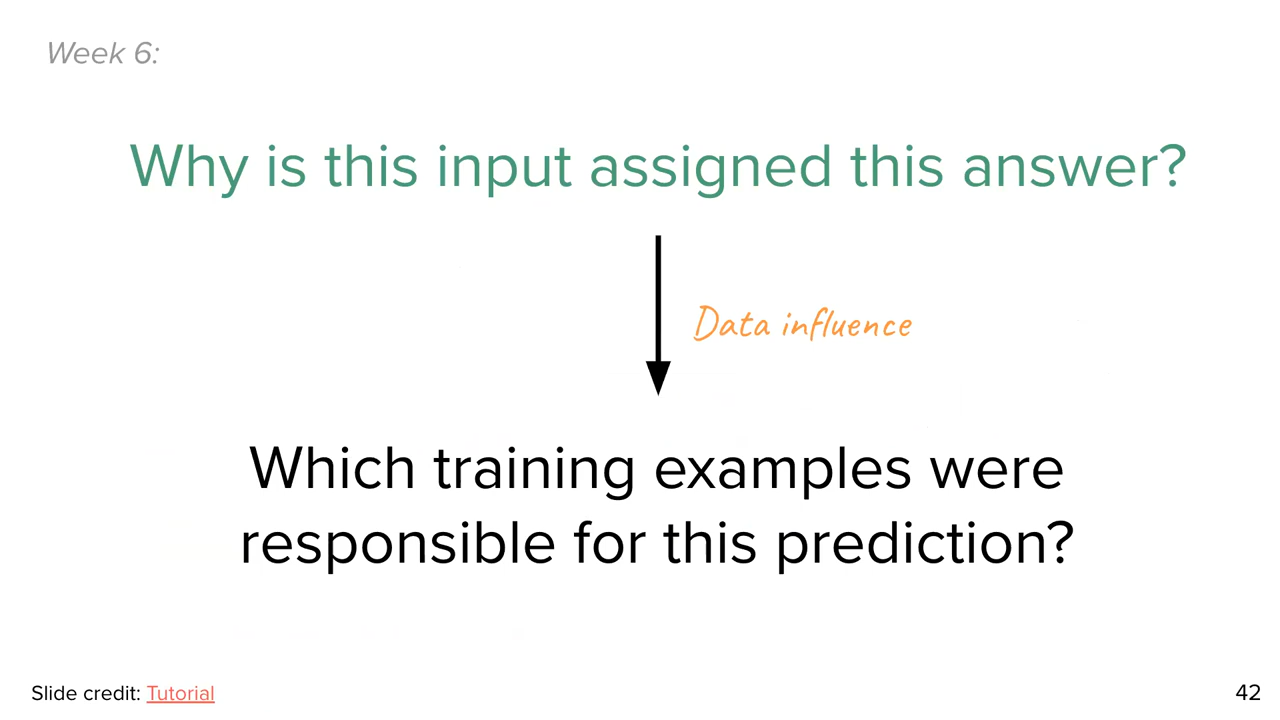 Week 6:
Why is this input assigned this answer?
Data influence
Which training examples were
responsible for this prediction?
Slide credit: Tutorial
42